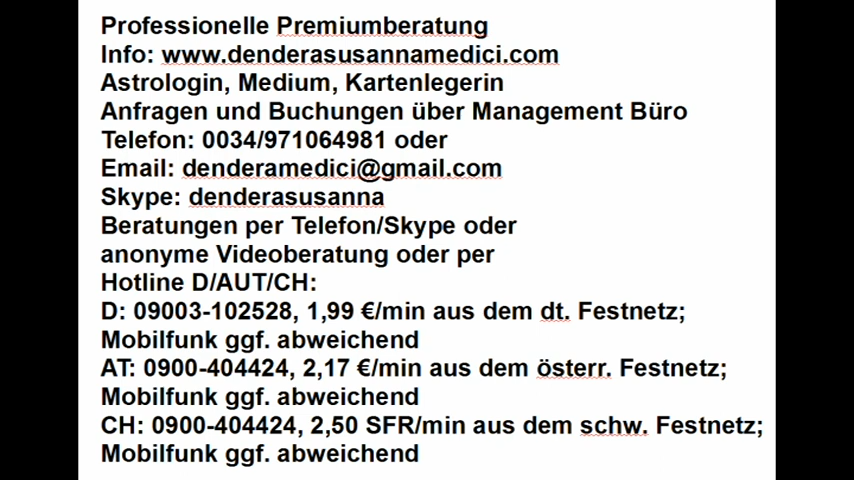 Professionelle Premiumberatung
Info: www.denderasusannamedici.com
Astrologin, Medium, Kartenlegerin
Anfragen und Buchungen über Management Büro
Telefon: 0034/971064981 oder
Email: denderamedici@gmail.com
Skype: denderasusanna
Beratungen per Telefon/Skype oder
anonyme Videoberatung oder per
Hotline D/AUT/CH:
D: 09003-102528, 1,99 €/min aus dem dt. Festnetz;
Mobilfunk ggf. abweichend
AT: 0900-404424, 2,17 €/min aus dem österr. Festnetz;
Mobilfunk ggf. abweichend
CH: 0900-404424, 2,50 SFR/min aus dem schw. Festnetz;
Mobilfunk ggf. abweichend